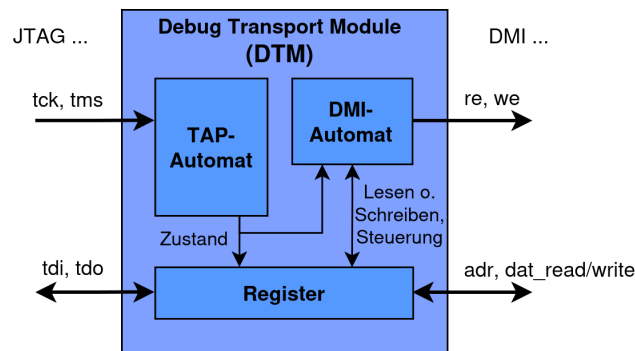 Debug Transport Module
(DTM)
JTAG ...
DMI ...
tck, tms
re, we
TAP-
Automat
DMI-
Automat
Lesen o.
Schreiben,
Steuerung
Zustand
tdi, tdo
adr, dat_read/write
Register